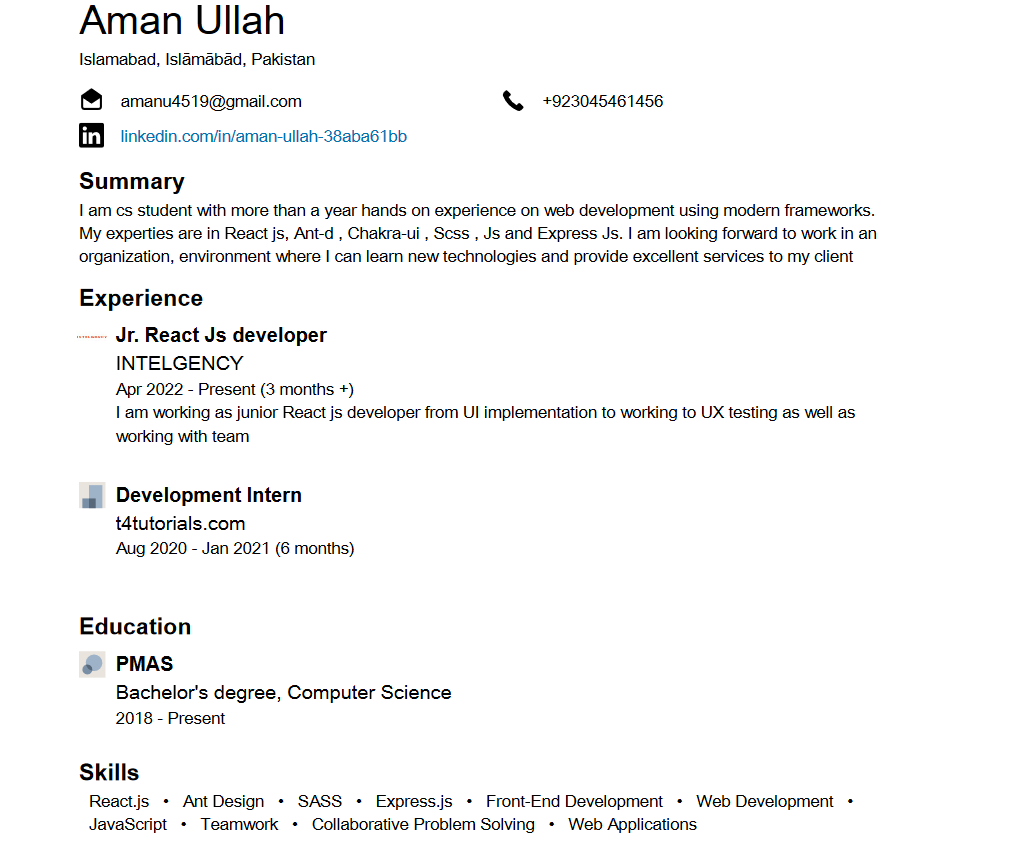 Aman Ullah
Islamabad, Islāmābād, Pakistan
amanu4519@gmail.com +923045461456
in linkedin.com/in/aman-ullah-38aba61bb
Summary
I am cs student with more than a year hands on experience on web development using modern frameworks.
My experties are in React js, Ant-d , Chakra-ui , Scss , Js and Express Js. I am looking forward to work in an
organization, environment where I can learn new technologies and provide excellent services to my client
Experience
Jr. React Js developer
INTELGENCY
Apr 2022 - Present (3 months +)
I am working as junior React js developer from UI implementation to working to UX testing as well as
working with team
Development Intern
t4tutorials.com
Aug 2020 - Jan 2021 (6 months)
Education
PMAS
Bachelor's degree, Computer Science
2018 - Present
Skills
React.js • Ant Design • SASS • Express.js • Front-End Development • Web Development •
JavaScript • Teamwork • Collaborative Problem Solving • Web Applications